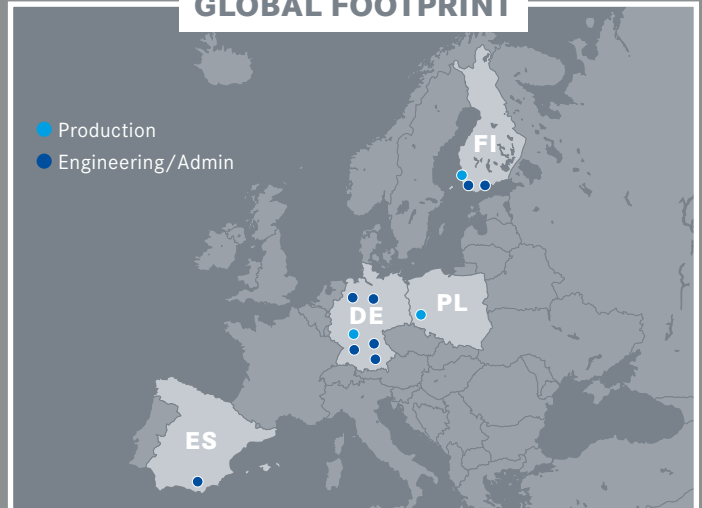 GLOBAL FOOTPRINT
Production
Engineering/Admin
FI
PL
DE
ES